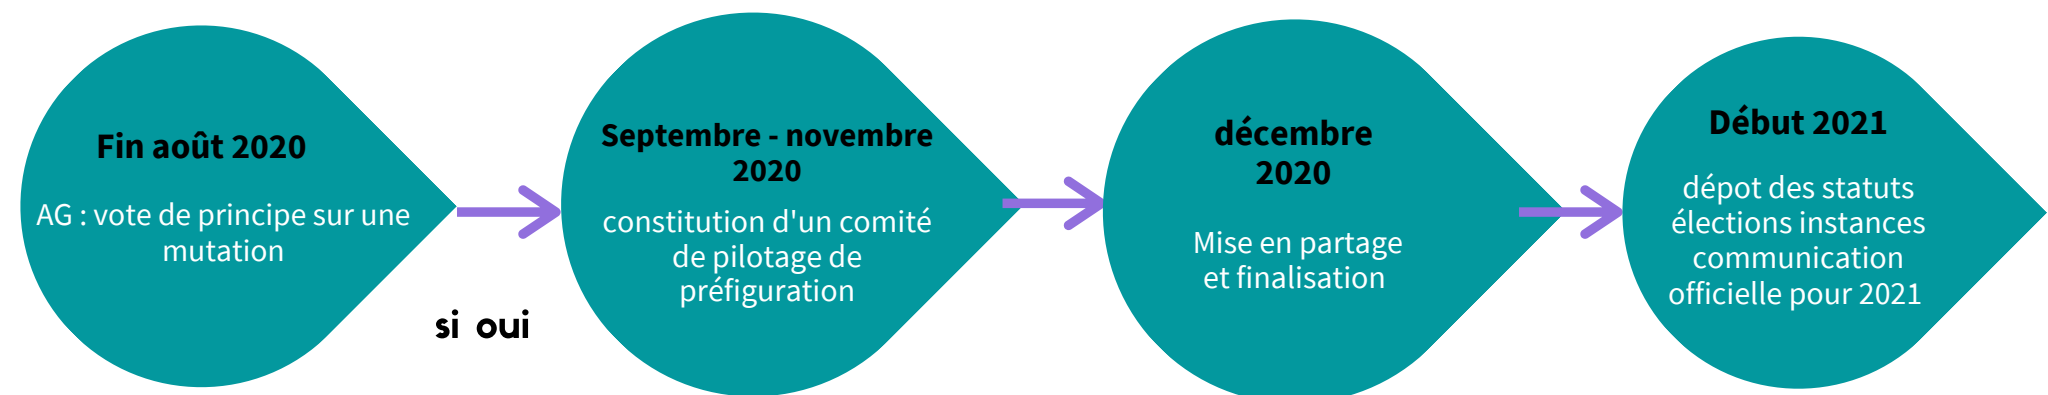 Fin août 2020
AG : vote de principe sur une
mutation
si oui
Septembre - novembre
2020
constitution d'un comité
de pilotage de
préfiguration
décembre
2020
Mise en partage
et finalisation
Début 2021
dépot des statuts
élections instances
communication
officielle pour 2021